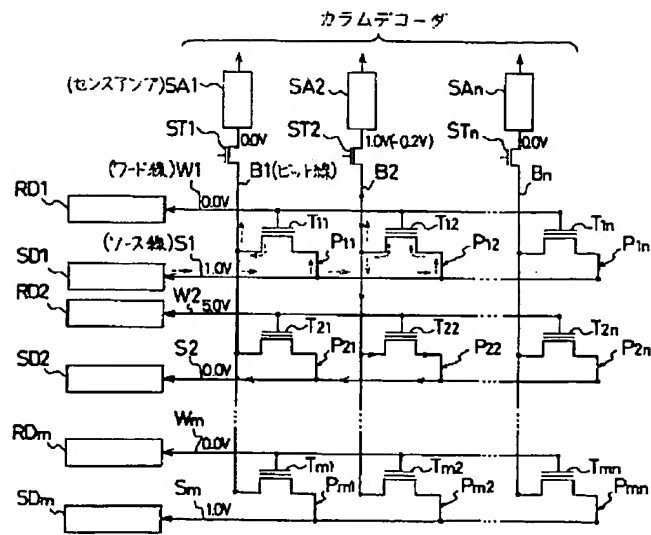 カラムデコーダ
(センスアンプ)SA1 SA2 SAn
ST1 0.0V ST2 1.0V(-0.2V) STn 0.0V
(ワード線)W1 B1(ビット線) B2 Bn
RD1 0.0V T11 T12 T1n
(ソース線)S1 P11 P12 P1n
SD1 1.0V
RD2 W2 5.0V T21 T22 T2n
S2 P21 P22 P2n
SD2 0.0V
RDm Wm 0.0V Tm1 Tm2 Tmn
Sm Pm1 Pm2 Pmn
SDm 1.0V